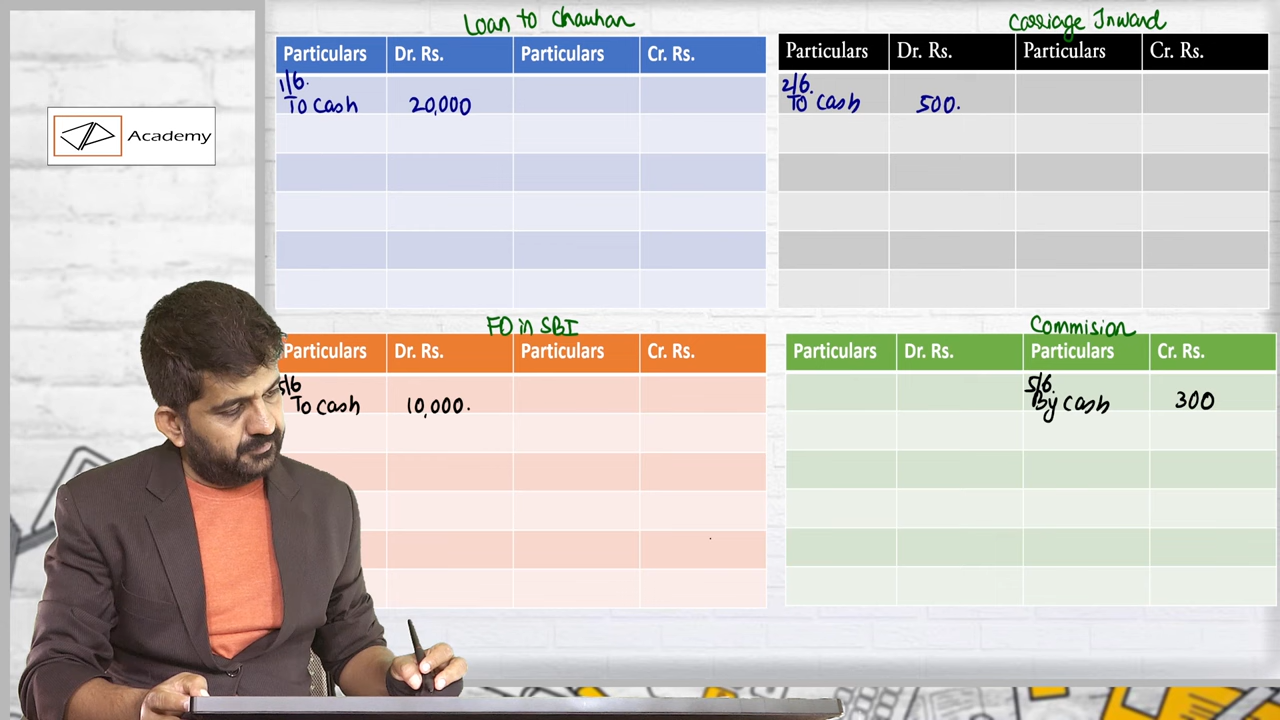 Loan to Chauhan
Particulars Dr. Rs. Particulars Cr. Rs.
1/6.
To Cash 20,000
Carriage Inward
Particulars Dr. Rs. Particulars Cr. Rs.
2/6.
To Cash 500.
Academy
FD in SBI
Particulars Dr. Rs. Particulars Cr. Rs.
5/6
To Cash 10,000.
Commision
Particulars Dr. Rs. Particulars Cr. Rs.
5/6.
By Cash 300